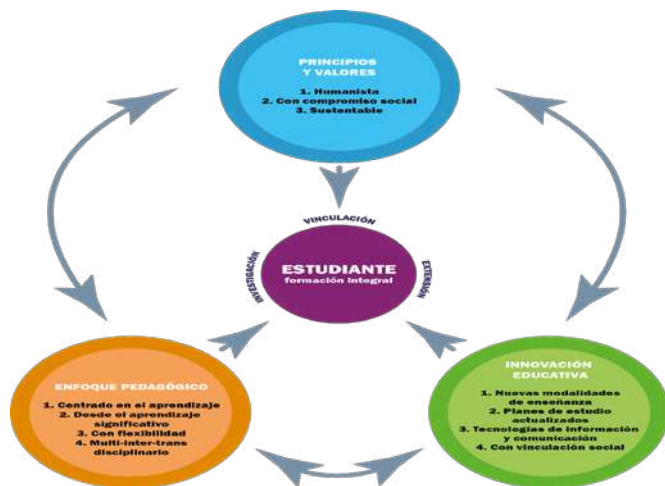 PRINCIPIOS
Y VALORES
1. Humanista
2. Con compromiso social
3. Sustentable
VINCULACIÓN
INVESTIGACIÓN
EXTENSIÓN
ESTUDIANTE
formación integral
ENFOQUE PEDAGÓGICO
1. Centrado en el aprendizaje
2. Desde el aprendizaje
significativo
3. Con flexibilidad
4. Multi-inter-trans
disciplinario
INNOVACIÓN
EDUCATIVA
1. Nuevas modalidades
de enseñanza
2. Planes de estudio
actualizados
3. Tecnologías de información
y comunicación
4. Con vinculación social